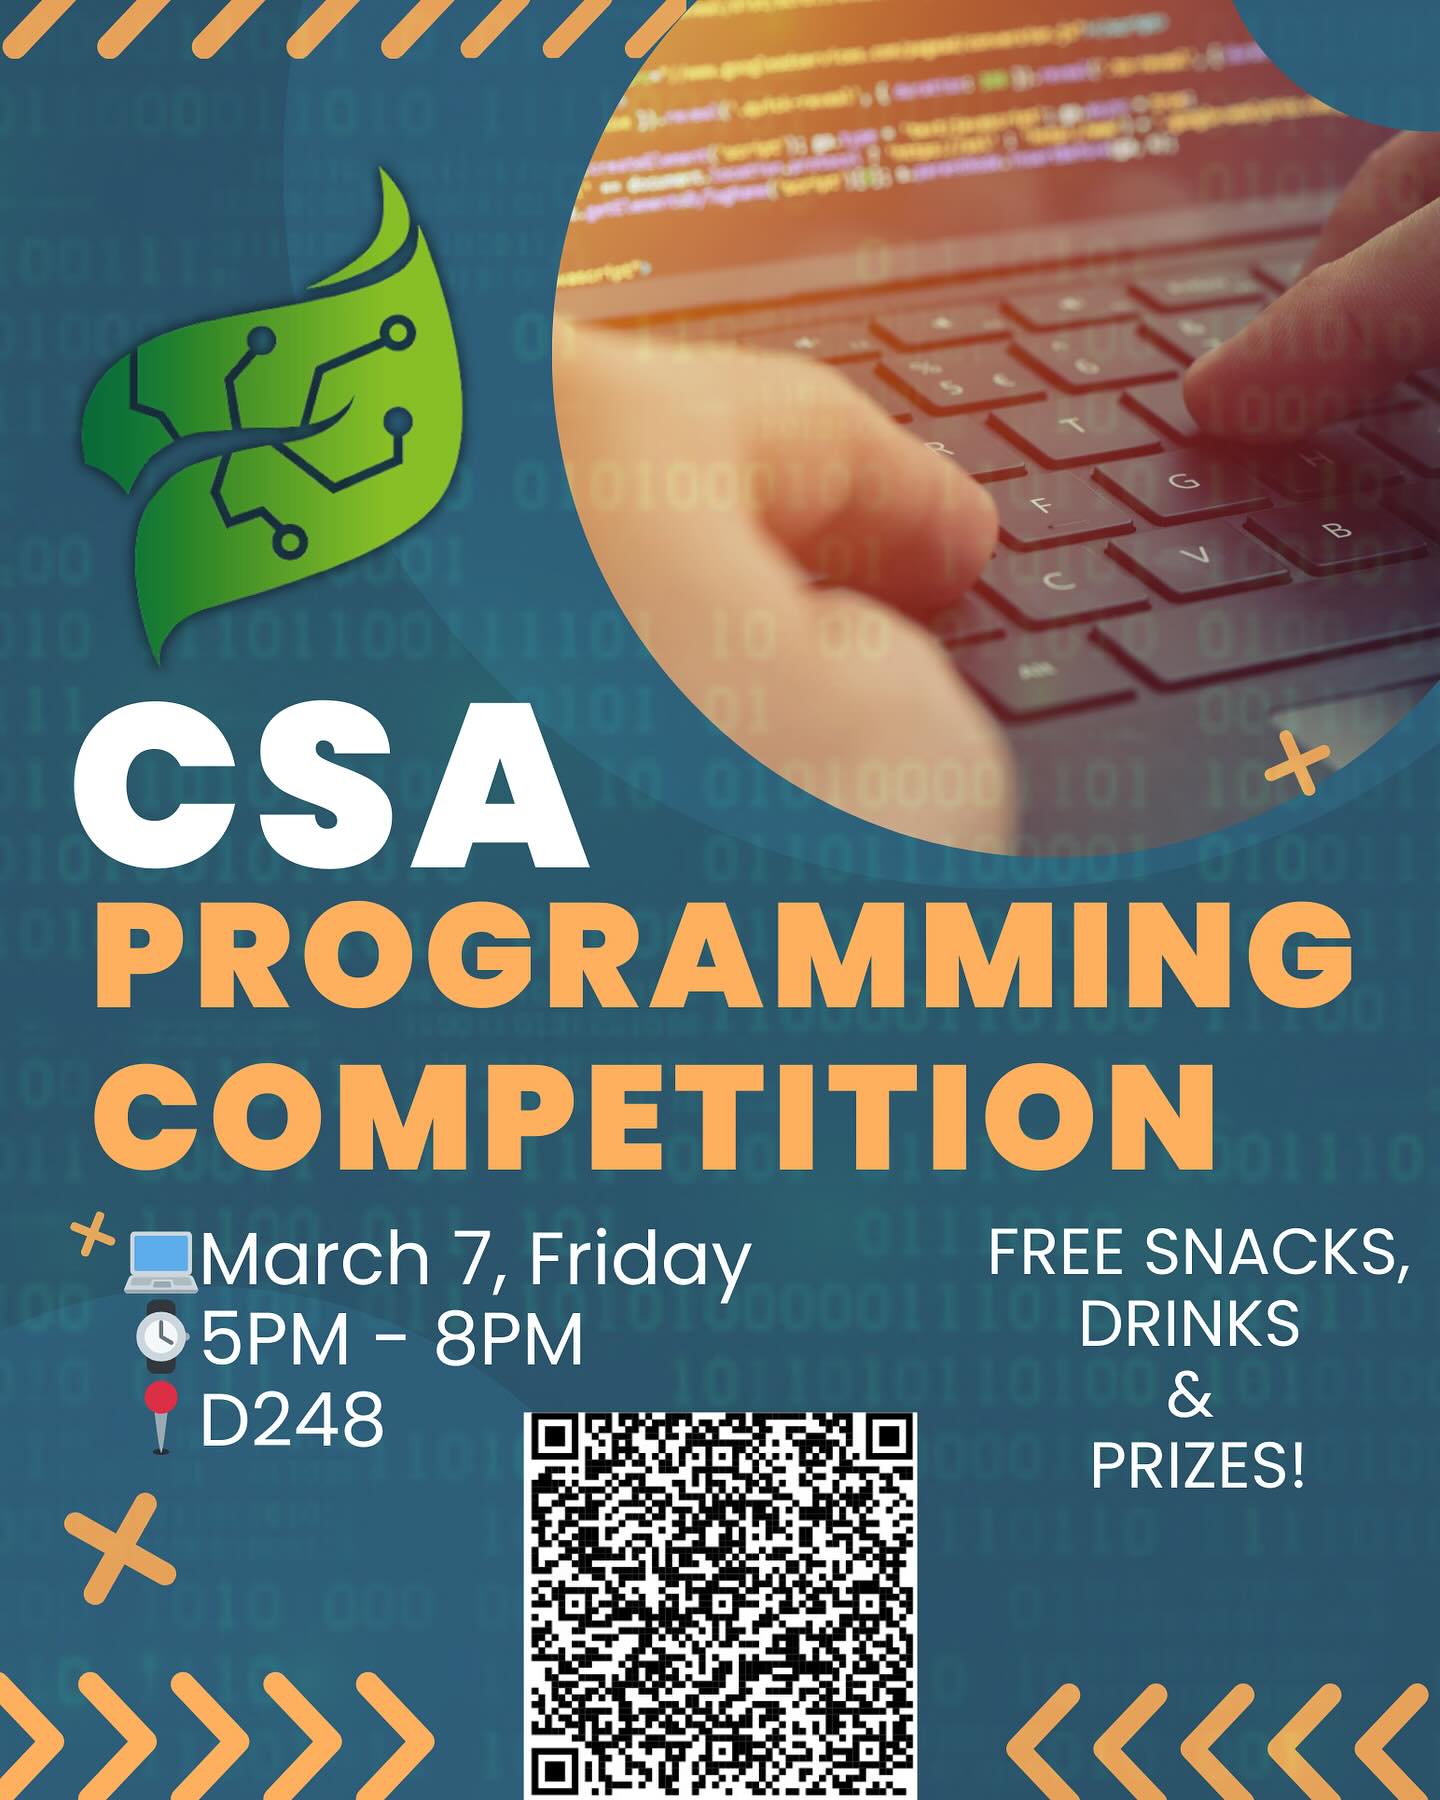 CSA
PROGRAMMING
COMPETITION
March 7, Friday
5PM - 8PM
D248
FREE SNACKS,
DRINKS
&
PRIZES!